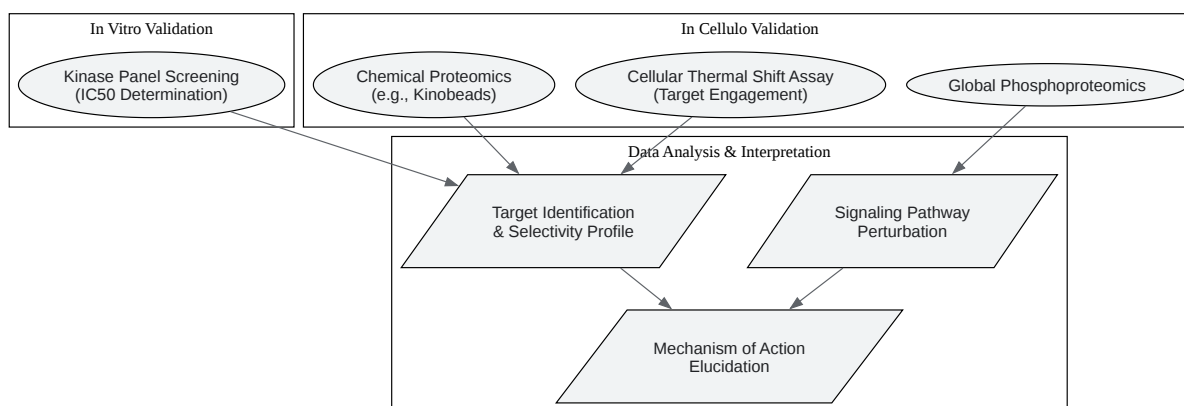 In Vitro Validation
In Cellulo Validation
Kinase Panel Screening
(IC50 Determination)
Chemical Proteomics
(e.g., Kinobeads)
Cellular Thermal Shift Assay
(Target Engagement)
Global Phosphoproteomics
Data Analysis & Interpretation
Target Identification
& Selectivity Profile
Signaling Pathway
Perturbation
Mechanism of Action
Elucidation